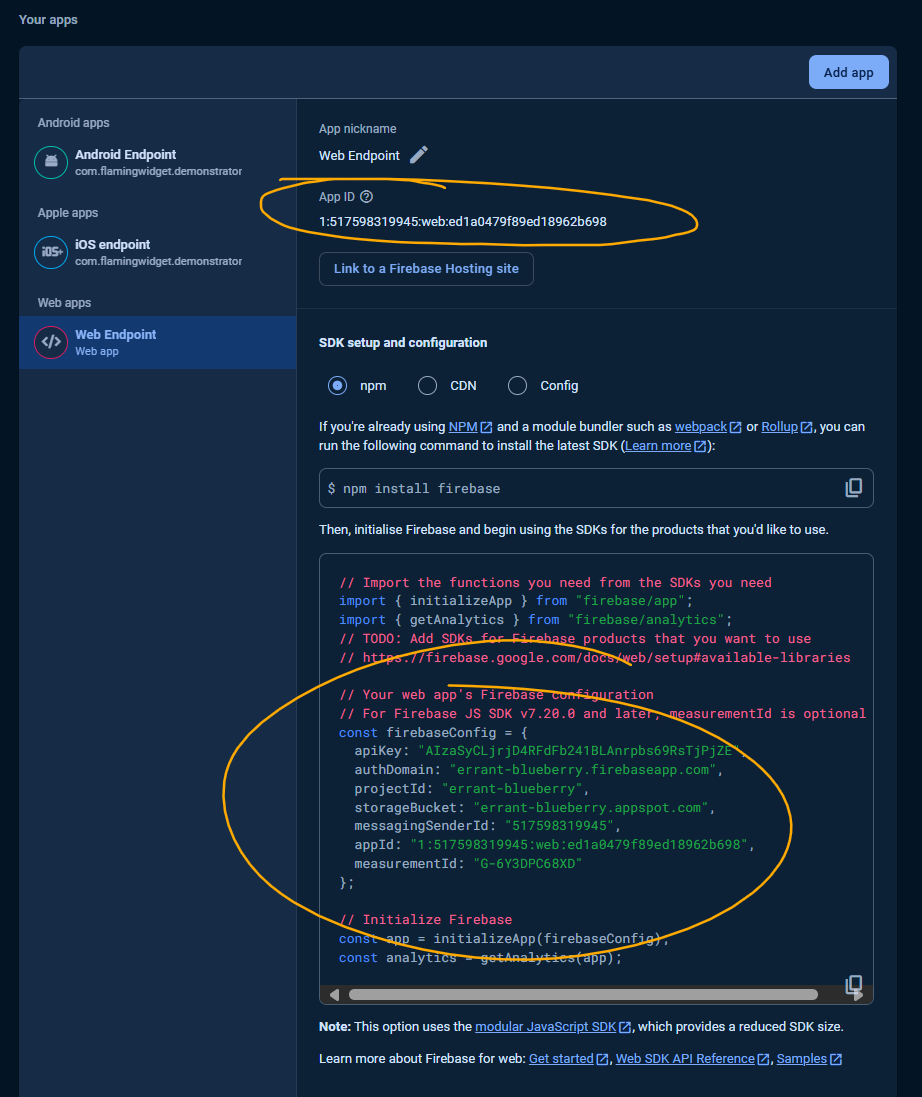 Your apps
Add app
Android apps
Android Endpoint
com.flamingwidget.demonstrator
Apple apps
iOS+
iOS endpoint
com.flamingwidget.demonstrator
Web apps
Web Endpoint
Web app
App nickname
Web Endpoint
App ID
1:517598319945:web:ed1a0479f89ed18962b698
Link to a Firebase Hosting site
SDK setup and configuration
npm
CDN
Config
If you're already using NPM and a module bundler such as webpack or Rollup, you can
run the following command to install the latest SDK (Learn more):
$ npm install firebase
Then, initialise Firebase and begin using the SDKs for the products that you'd like to use.
// Import the functions you need from the SDKs you need
import { initializeApp } from "firebase/app";
import { getAnalytics } from "firebase/analytics";
// TODO: Add SDKs for Firebase products that you want to use
// https://firebase.google.com/docs/web/setup#available-libraries
// Your web app's Firebase configuration
// For Firebase JS SDK v7.20.0 and later, measurementId is optional
const firebaseConfig = {
apiKey: "AIzaSyCLjrjD4RFdFb241BLAnrpbs69RsTjPjZE",
authDomain: "errant-blueberry.firebaseapp.com",
projectId: "errant-blueberry",
storageBucket: "errant-blueberry.appspot.com",
messagingSenderId: "517598319945",
appId: "1:517598319945:web:ed1a0479f89ed18962b698",
measurementId: "G-6Y3DPC68XD"
};
// Initialize Firebase
const app = initializeApp(firebaseConfig);
const analytics = getAnalytics(app);
Note: This option uses the modular JavaScript SDK, which provides a reduced SDK size.
Learn more about Firebase for web: Get started, Web SDK API Reference, Samples